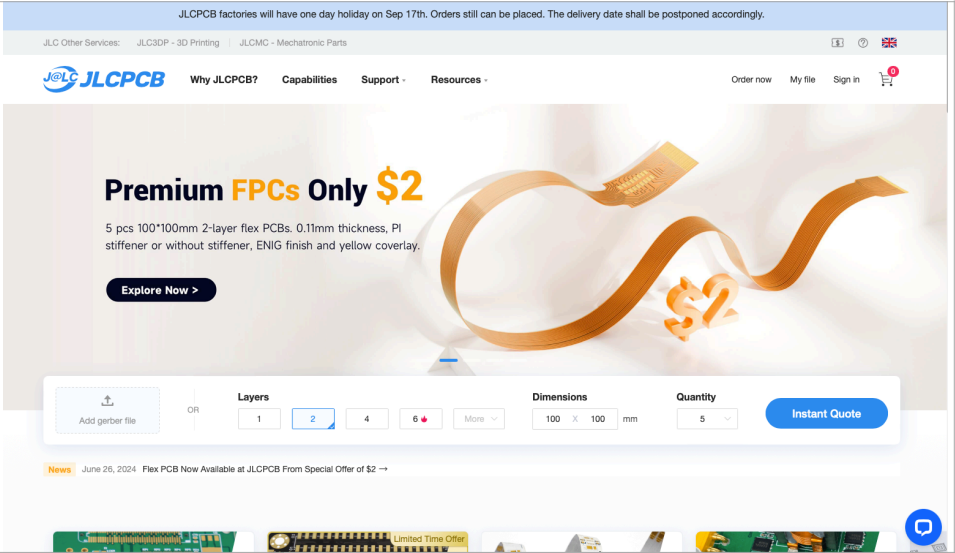 JLCPCB factories will have one day holiday on Sep 17th. Orders still can be placed. The delivery date shall be postponed accordingly.
JLC Other Services: JLC3DP - 3D Printing JLCMC - Mechatronic Parts $ ?
J@LC JLCPCB Why JLCPCB? Capabilities Support Resources Order now My file Sign in 0
Premium FPCs Only $2
5 pcs 100*100mm 2-layer flex PCBs. 0.11mm thickness, PI
stiffener or without stiffener, ENIG finish and yellow coverlay.
Explore Now >
$2
Layers Dimensions Quantity
Add gerber file OR 1 2 4 6 More 100 X 100 mm 5 Instant Quote
News June 26, 2024 Flex PCB Now Available at JLCPCB From Special Offer of $2 →
Limited Time Offer